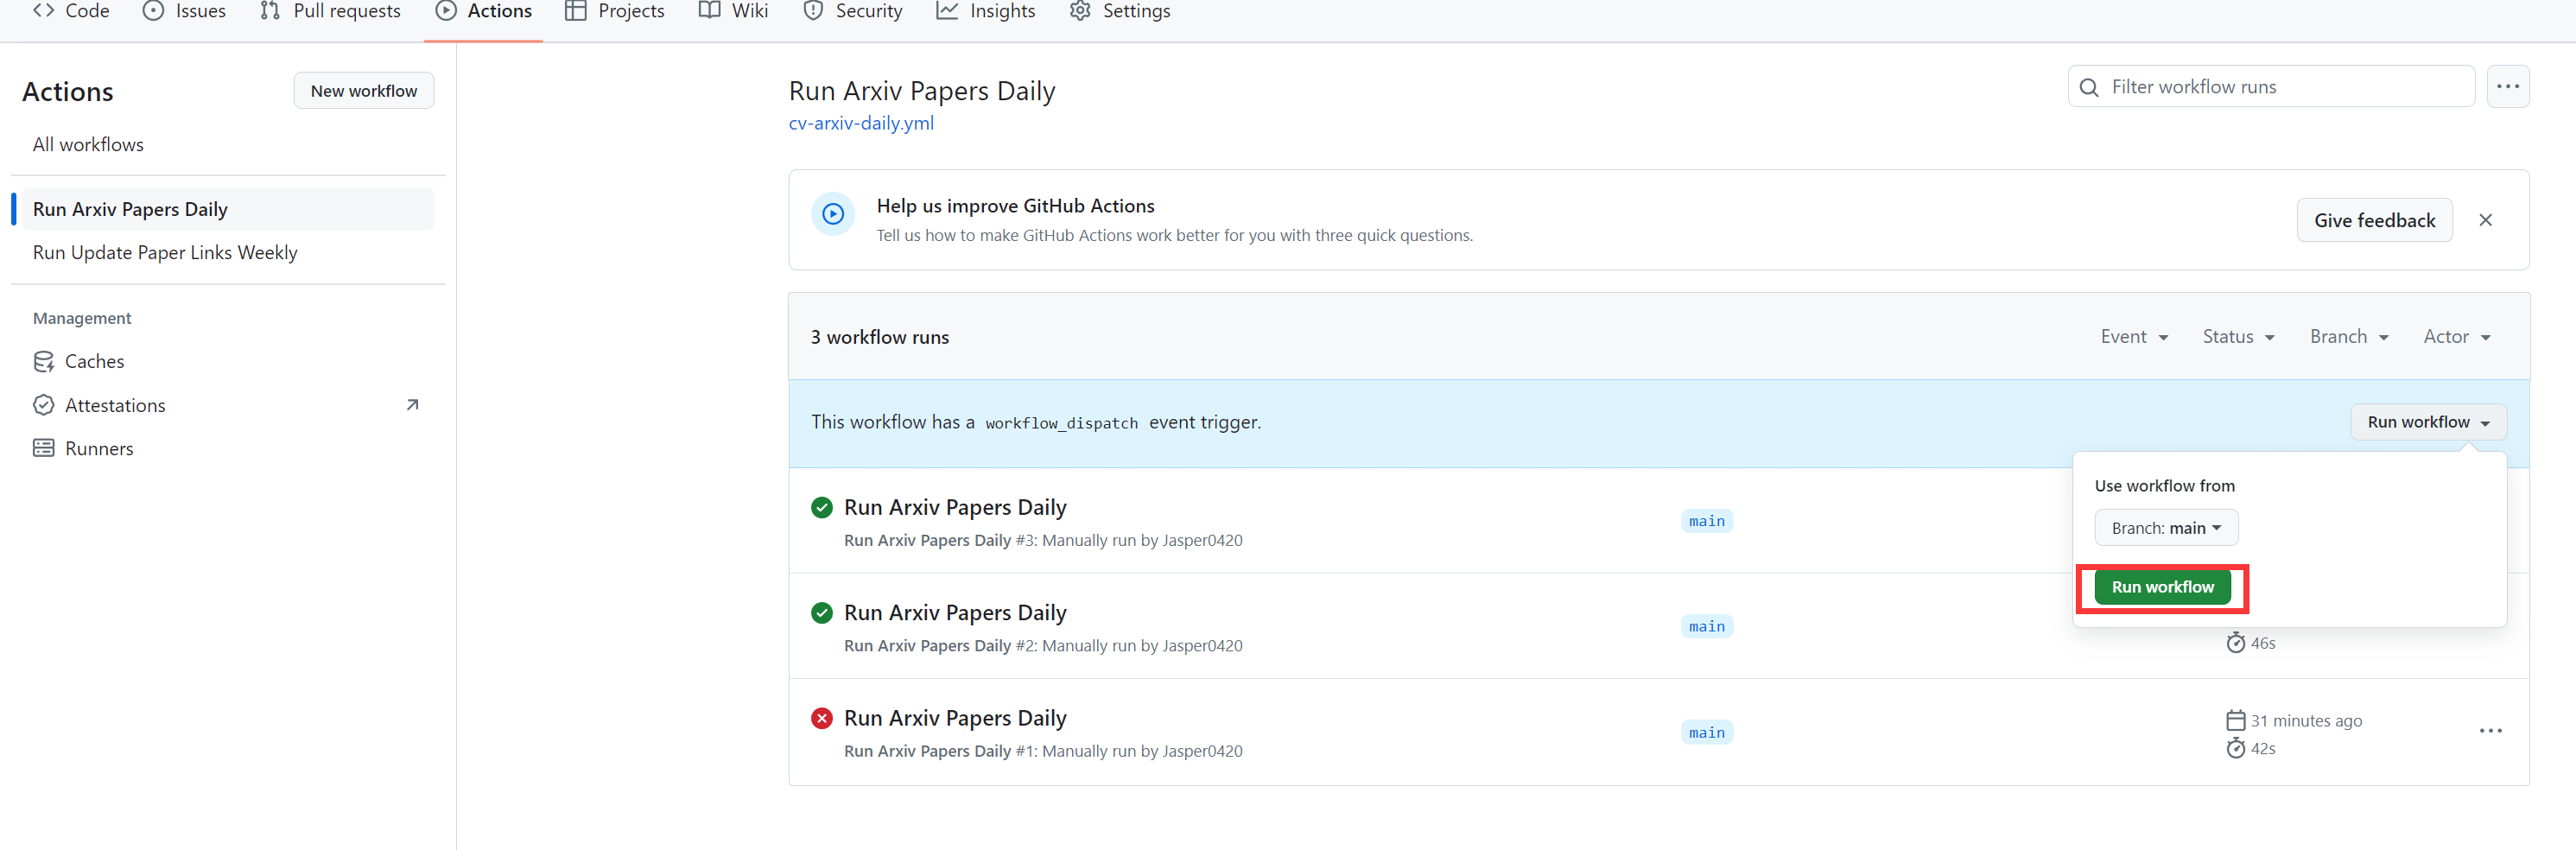 Code Issues Pull requests Actions Projects Wiki Security Insights Settings
Actions
New workflow
All workflows
Run Arxiv Papers Daily
Run Update Paper Links Weekly
Management
Caches
Attestations
Runners
Run Arxiv Papers Daily
cv-arxiv-daily.yml
Filter workflow runs
Help us improve GitHub Actions
Tell us how to make GitHub Actions work better for you with three quick questions.
Give feedback
3 workflow runs
Event Status Branch Actor
This workflow has a workflow_dispatch event trigger.
Run workflow
Use workflow from
Branch: main
Run workflow
Run Arxiv Papers Daily
Run Arxiv Papers Daily #3: Manually run by Jasper0420
main
Run Arxiv Papers Daily
Run Arxiv Papers Daily #2: Manually run by Jasper0420
main
46s
Run Arxiv Papers Daily
Run Arxiv Papers Daily #1: Manually run by Jasper0420
main
31 minutes ago
42s